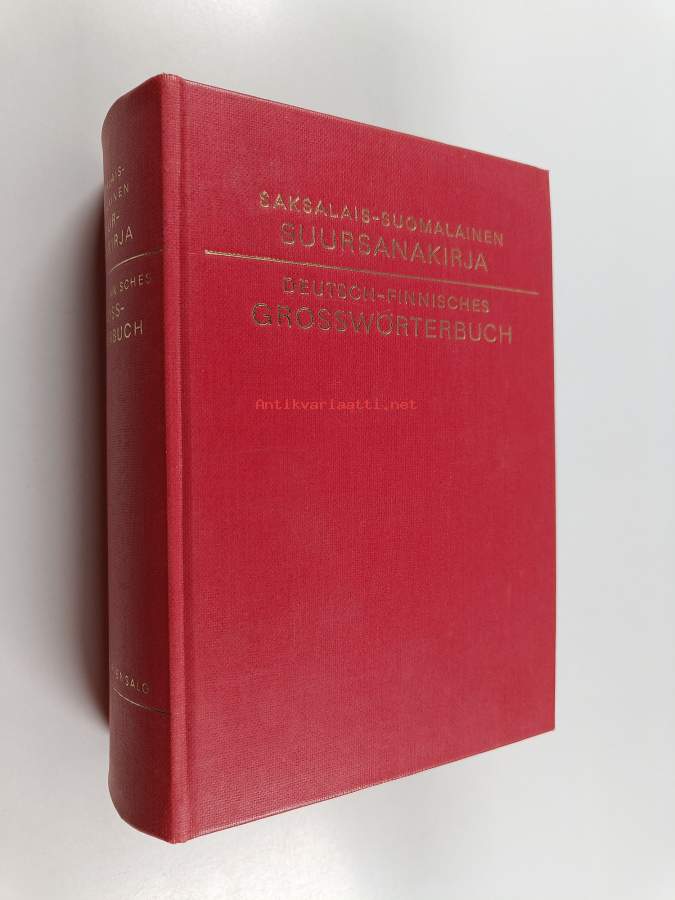 SAKSALAIS-SUOMALAINEN
SUURSANAKIRJA
DEUTSCH-FINNISCHES
GROSSWÖRTERBUCH
Antikvariaatti.net